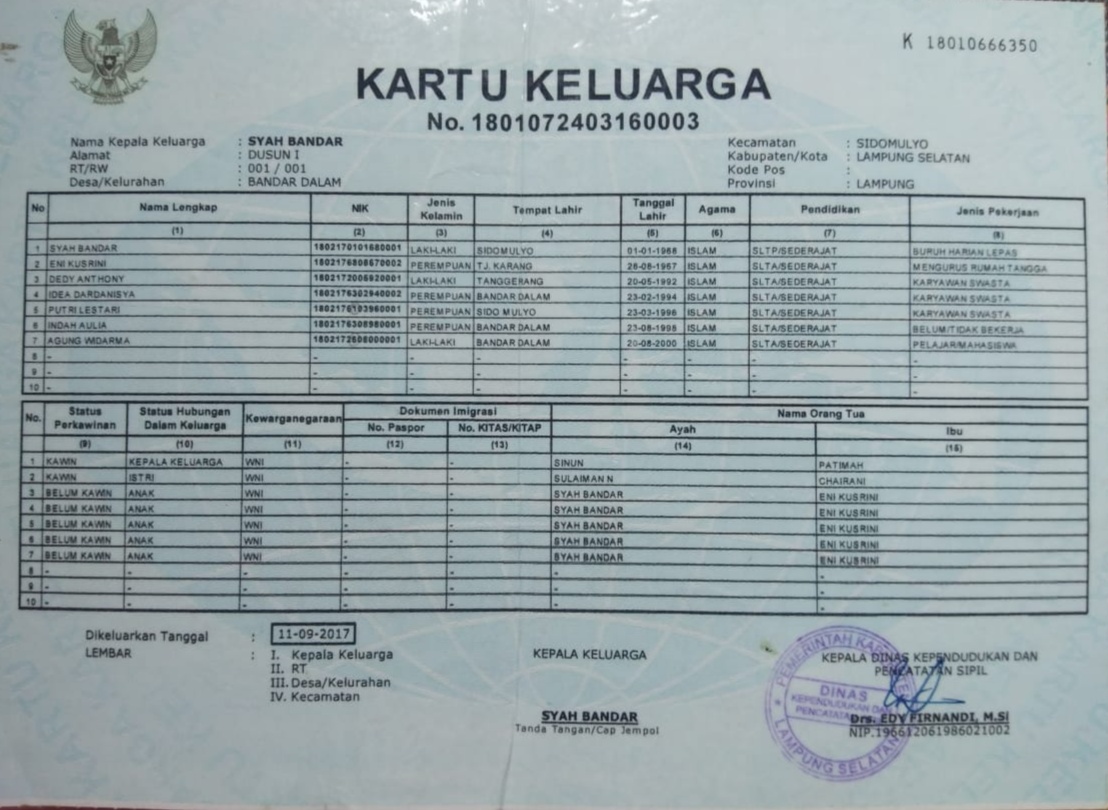 K 18010666350
KARTU KELUARGA
No. 1801072403160003
Nama Kepala Keluarga : SYAH BANDAR
Alamat : DUSUN I
RT/RW : 001 / 001
Desa/Kelurahan : BANDAR DALAM
Kecamatan : SIDOMULYO
Kabupaten/Kota : LAMPUNG SELATAN
Kode Pos :
Provinsi : LAMPUNG
No Nama Lengkap NIK Jenis Kelamin Tempat Lahir Tanggal Lahir Agama Pendidikan Jenis Pekerjaan
(1) (2) (3) (4) (5) (6) (7) (8)
1 SYAH BANDAR 1802170101680001 LAKI-LAKI SIDOMULYO 01-01-1968 ISLAM SLTP/SEDERAJAT BURUH HARIAN LEPAS
2 ENI KUSRINI 1802176808670002 PEREMPUAN TJ. KARANG 28-08-1967 ISLAM SLTP/SEDERAJAT MENGURUS RUMAH TANGGA
3 DEDY ANTHONY 1802172005920001 LAKI-LAKI TANGGERANG 20-05-1992 ISLAM SLTA/SEDERAJAT KARYAWAN SWASTA
4 IDEA DARDANISYA 1802176302940002 PEREMPUAN BANDAR DALAM 23-02-1994 ISLAM SLTA/SEDERAJAT KARYAWAN SWASTA
5 PUTRI LESTARI PEREMPUAN SIDO MULYO 23-03-1996 ISLAM SLTA/SEDERAJAT KARYAWAN SWASTA
6 INDAH AULIA 1802176308980001 PEREMPUAN BANDAR DALAM 23-08-1998 ISLAM SLTA/SEDERAJAT BELUM/TIDAK BEKERJA
7 AGUNG WIDARMA LAKI-LAKI BANDAR DALAM ISLAM SLTA/SEDERAJAT PELAJAR/MAHASISWA
8 - - - - - - - -
9 - - - - - - - -
10 - - - - - - - -
No. Status Perkawinan Status Hubungan Dalam Keluarga Kewarganegaraan Dokumen Imigrasi Nama Orang Tua
No. Paspor No. KITAS/KITAP Ayah Ibu
(9) (10) (11) (12) (13) (14) (15)
1 KAWIN KEPALA KELUARGA WNI - - SINUN PATIMAH
2 KAWIN ISTRI WNI - - SULAIMAN N CHAIRANI
3 BELUM KAWIN ANAK WNI - - SYAH BANDAR ENI KUSRINI
4 BELUM KAWIN ANAK WNI - - SYAH BANDAR ENI KUSRINI
5 BELUM KAWIN ANAK WNI - - SYAH BANDAR ENI KUSRINI
6 BELUM KAWIN ANAK WNI - - SYAH BANDAR ENI KUSRINI
7 BELUM KAWIN ANAK WNI - - SYAH BANDAR ENI KUSRINI
8 - - - - - - -
9 - - - - - - -
10 - - - - - - -
Dikeluarkan Tanggal : 11-09-2017
LEMBAR : I. Kepala Keluarga
II. RT
III. Desa/Kelurahan
IV. Kecamatan
KEPALA KELUARGA
SYAH BANDAR
Tanda Tangan/Cap Jempol
KEPALA DINAS KEPENDUDUKAN DAN
PENCATATAN SIPIL
Drs. EDY FIRNANDI, M.Si
NIP.196612061986021002
PEMERINTAH
DINAS
KEPENDUDUKAN DAN
LAMPUNG SELATAN